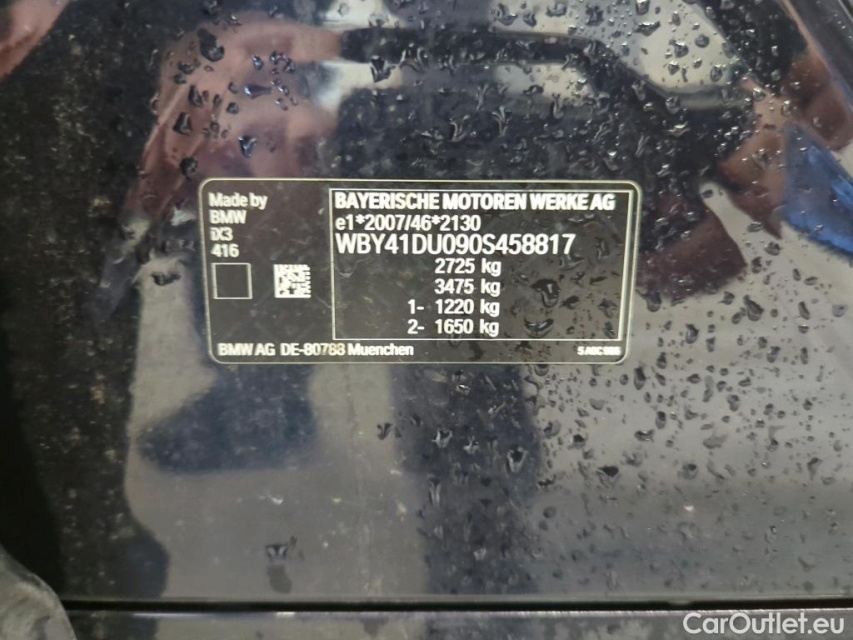 Made by
BMW
iX3
416
BAYERISCHE MOTOREN WERKE AG
e1*2007/46*2130
WBY41DU090S458817
2725 kg
3475 kg
1- 1220 kg
2- 1650 kg
BMW AG DE-80788 Muenchen
CarOutlet.eu